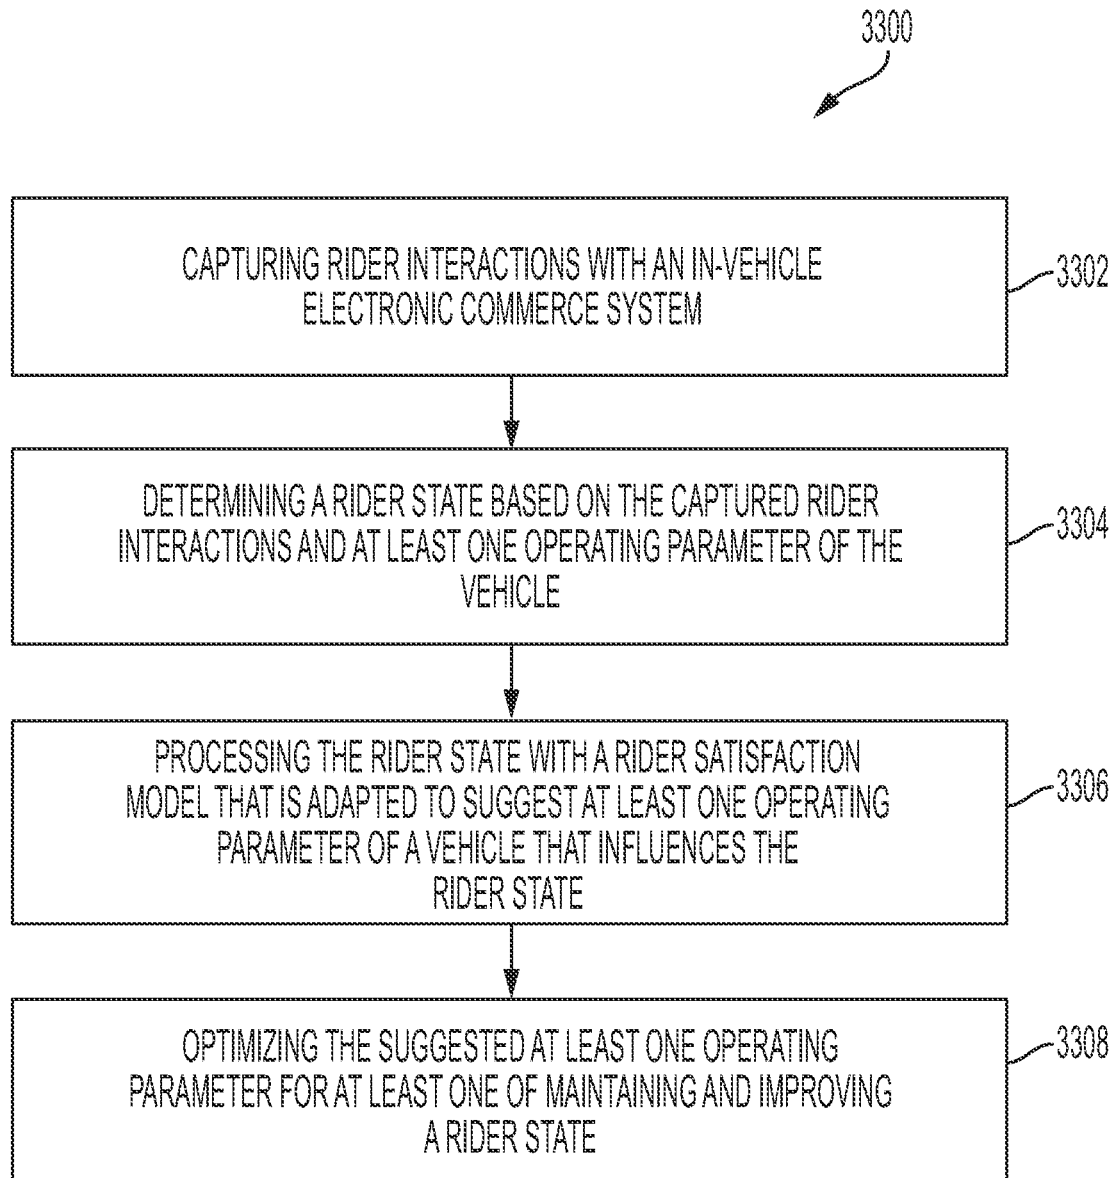 3300
CAPTURING RIDER INTERACTIONS WITH AN IN-VEHICLE
ELECTRONIC COMMERCE SYSTEM
3302
DETERMINING A RIDER STATE BASED ON THE CAPTURED RIDER
INTERACTIONS AND AT LEAST ONE OPERATING PARAMETER OF THE
VEHICLE
3304
PROCESSING THE RIDER STATE WITH A RIDER SATISFACTION
MODEL THAT IS ADAPTED TO SUGGEST AT LEAST ONE OPERATING
PARAMETER OF A VEHICLE THAT INFLUENCES THE
RIDER STATE
3306
OPTIMIZING THE SUGGESTED AT LEAST ONE OPERATING
PARAMETER FOR AT LEAST ONE OF MAINTAINING AND IMPROVING
A RIDER STATE
3308